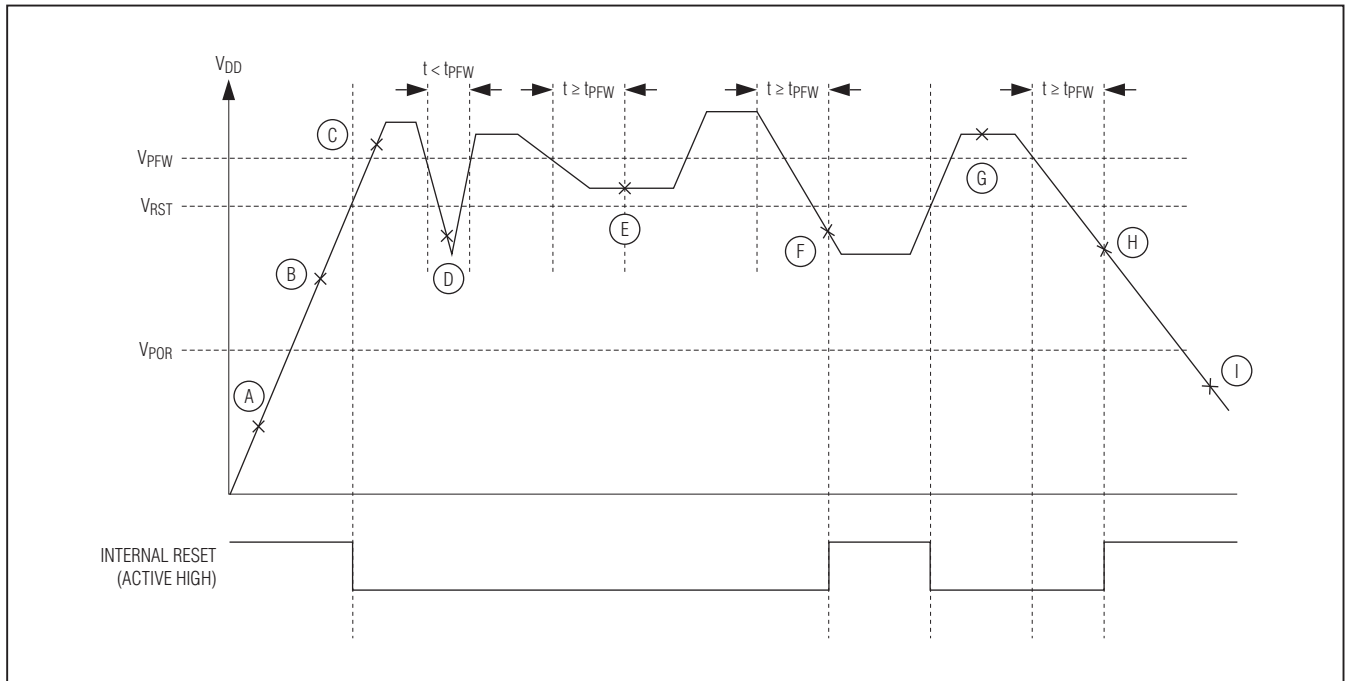 VDD
t < tPFW
t ≥ tPFW
t ≥ tPFW
t ≥ tPFW
C
VPFW
G
VRST
E
F
H
B
D
VPOR
I
A
INTERNAL RESET
(ACTIVE HIGH)